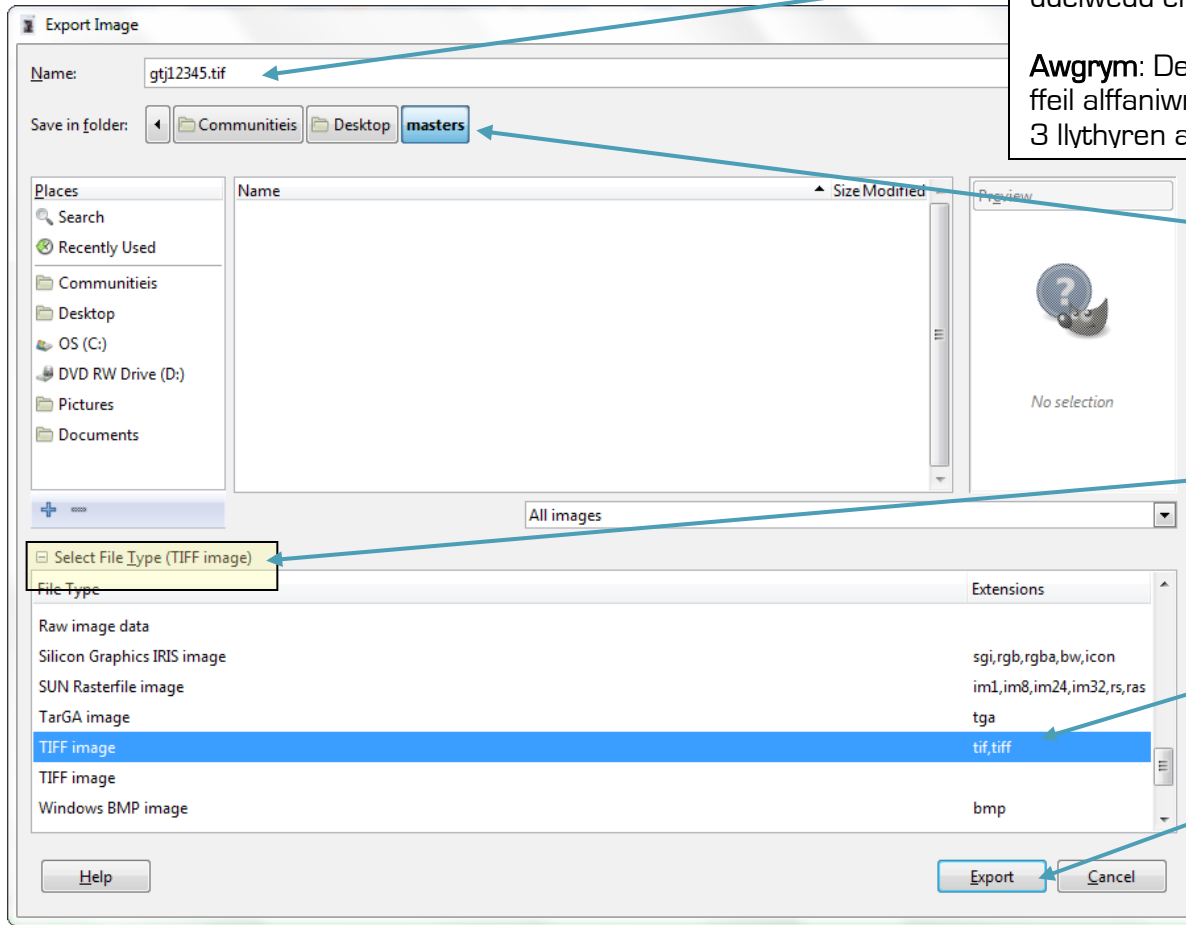 Export Image
Name: gtj12345.tif
Save in folder: Communitieis Desktop masters
Awgrym:
ffeil
3 llythyren
Places
Search
Recently Used
Communitieis
Desktop
OS (C:)
DVD RW Drive (D:)
Pictures
Documents
Name Size Modified
Preview
No selection
All images
Select File Type (TIFF image)
File Type Extensions
Raw image data
Silicon Graphics IRIS image sgi,rgb,rgba,bw,icon
SUN Rasterfile image im1,im8,im24,im32,rs,ras
TarGA image tga
TIFF image tif,tiff
TIFF image
Windows BMP image bmp
Help Export Cancel